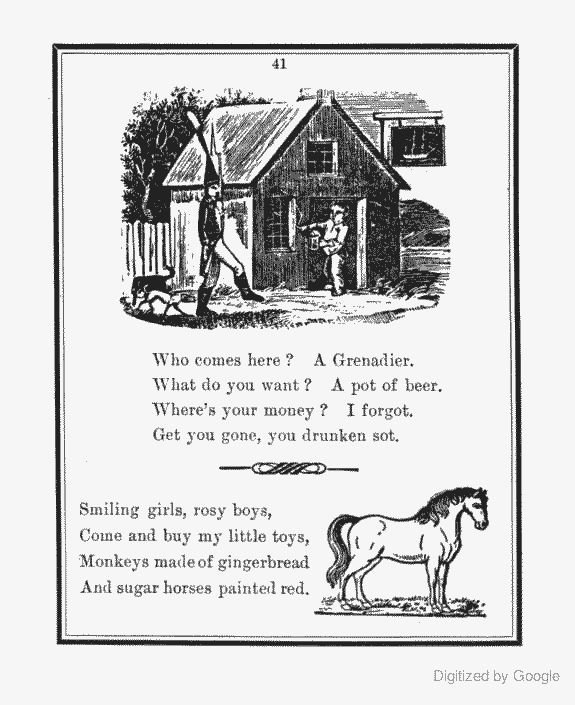 41
Who comes here? A Grenadier.
What do you want? A pot of beer.
Where's your money? I forgot.
Get you gone, you drunken sot.
Smiling girls, rosy boys,
Come and buy my little toys,
Monkeys made of gingerbread
And sugar horses painted red.
Digitized by Google